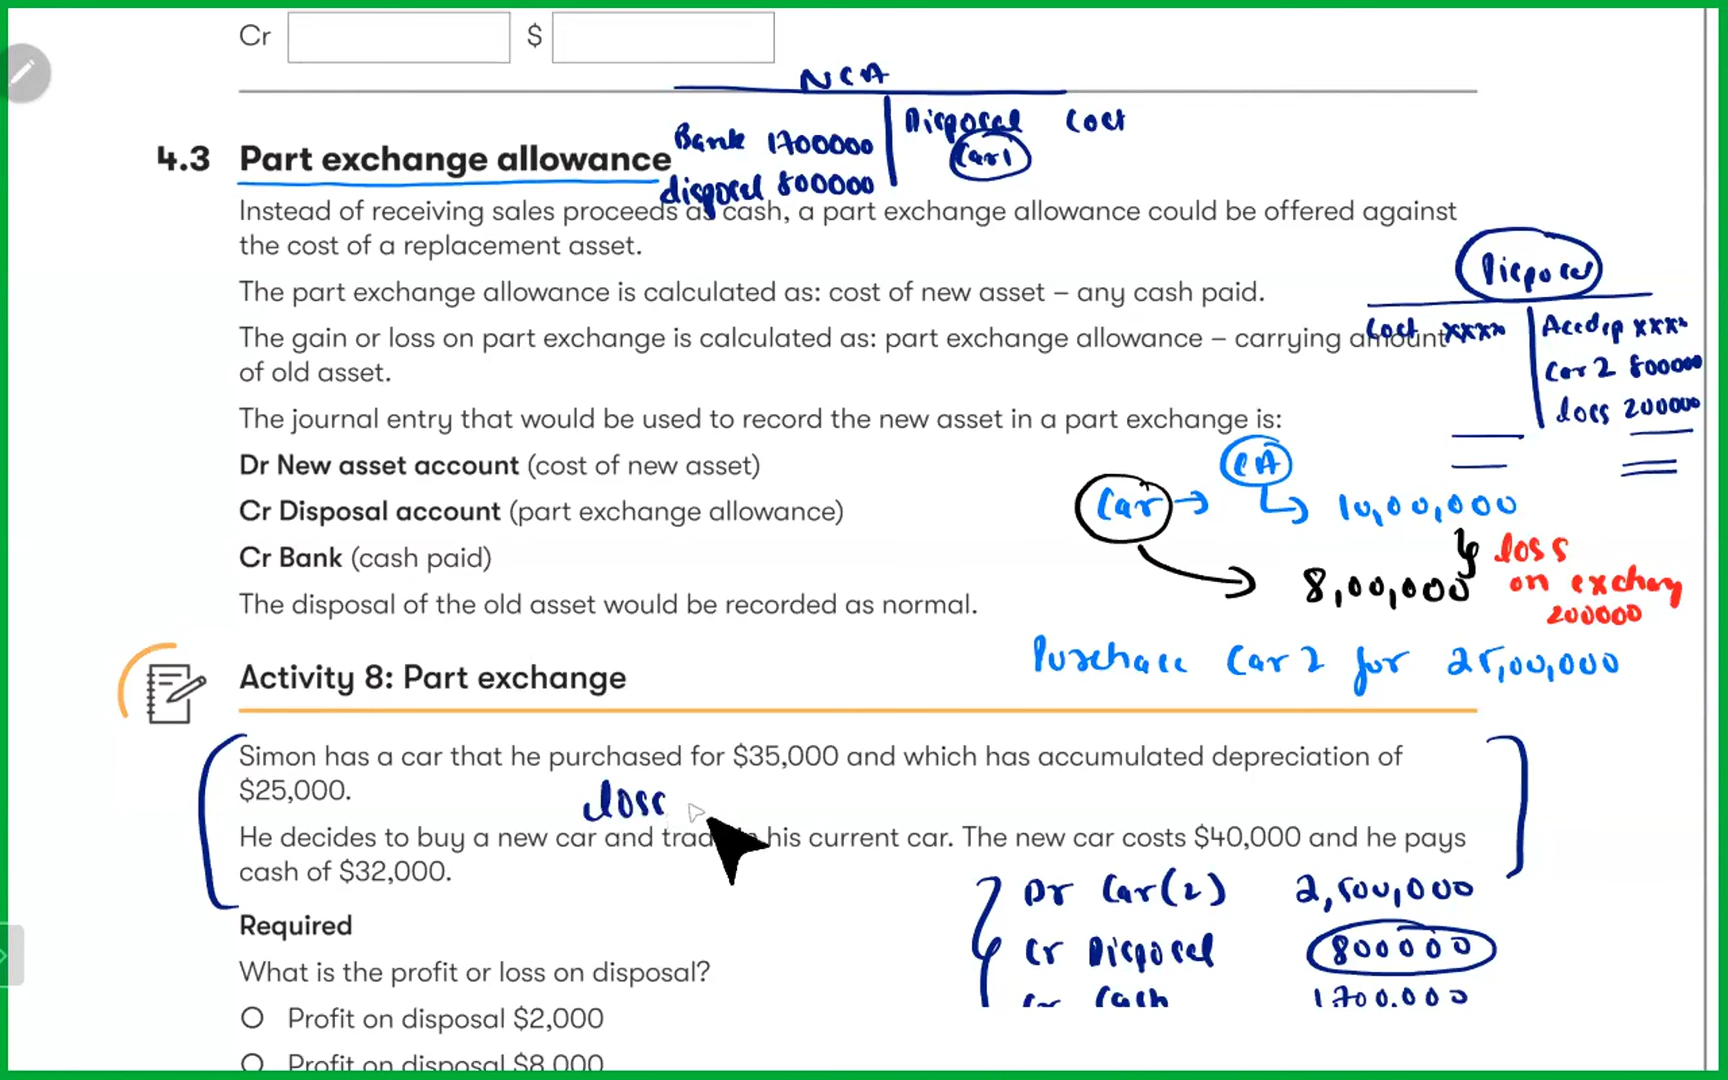 Cr $
NCA
Bank 1700000 Disposal Cost
Car 1
disposal 800000
4.3 Part exchange allowance
Instead of receiving sales proceeds as cash, a part exchange allowance could be offered against
the cost of a replacement asset.
Disposal
The part exchange allowance is calculated as: cost of new asset – any cash paid.
Cost xxxx Accdep xxxx
The gain or loss on part exchange is calculated as: part exchange allowance – carrying amount
of old asset.
Car 2 800000
loss 200000
The journal entry that would be used to record the new asset in a part exchange is:
Dr New asset account (cost of new asset)
CA
Car 10,00,000
Cr Disposal account (part exchange allowance)
Cr Bank (cash paid)
8,00,000 loss
on exchang
200000
The disposal of the old asset would be recorded as normal.
Purchase Car 2 for 25,00,000
Activity 8: Part exchange
Simon has a car that he purchased for $35,000 and which has accumulated depreciation of
$25,000.
loss
He decides to buy a new car and trad his current car. The new car costs $40,000 and he pays
cash of $32,000.
Dr Car(2) 2,500,000
Cr Disposal 800000
Cr Cash 1700.000
Required
What is the profit or loss on disposal?
Profit on disposal $2,000
Profit on disposal $8,000